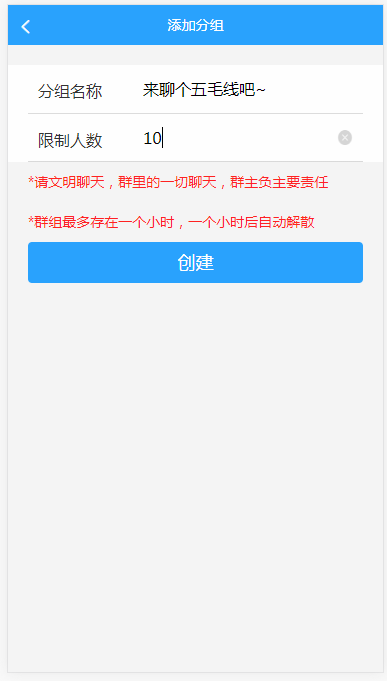 添加分组
分组名称 来聊个五毛线吧~
限制人数 10
*请文明聊天，群里的一切聊天，群主负主要责任
*群组最多存在一个小时，一个小时后自动解散
创建